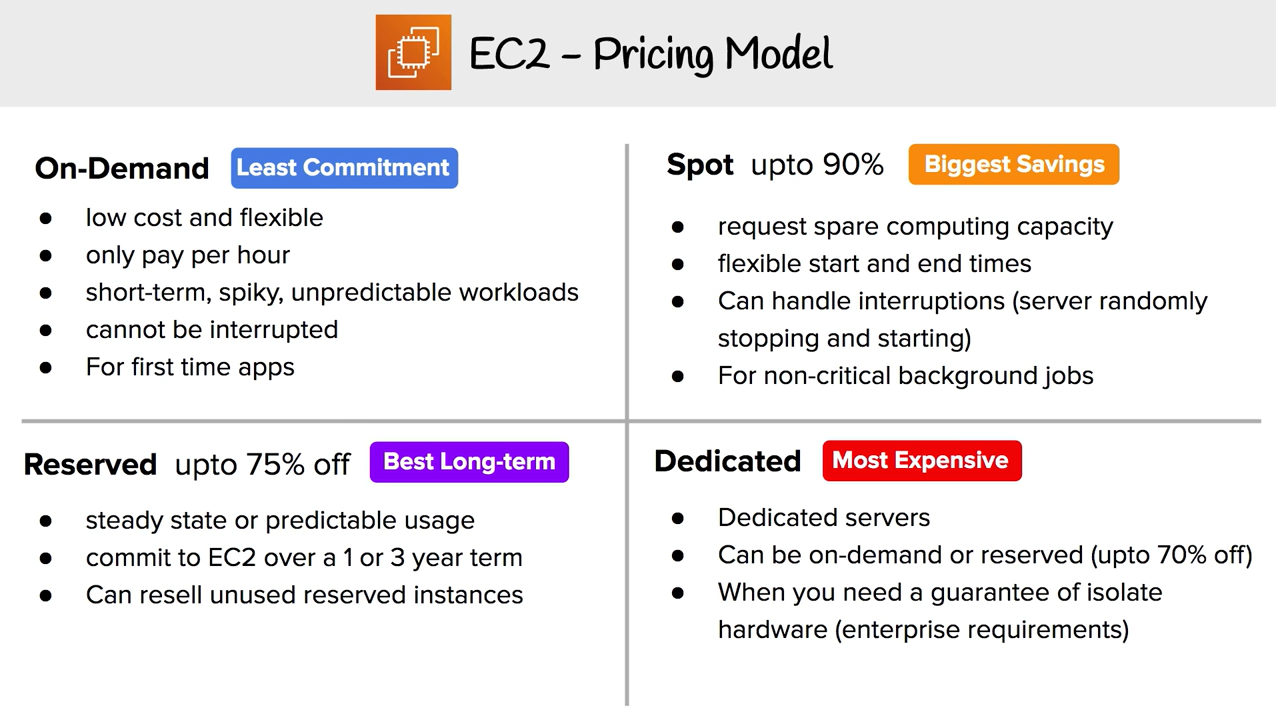 EC2 – Pricing Model
On-Demand Least Commitment
low cost and flexible
only pay per hour
short-term, spiky, unpredictable workloads
cannot be interrupted
For first time apps
Spot upto 90% Biggest Savings
request spare computing capacity
flexible start and end times
Can handle interruptions (server randomly
stopping and starting)
For non-critical background jobs
Reserved upto 75% off Best Long-term
steady state or predictable usage
commit to EC2 over a 1 or 3 year term
Can resell unused reserved instances
Dedicated Most Expensive
Dedicated servers
Can be on-demand or reserved (upto 70% off)
When you need a guarantee of isolate
hardware (enterprise requirements)